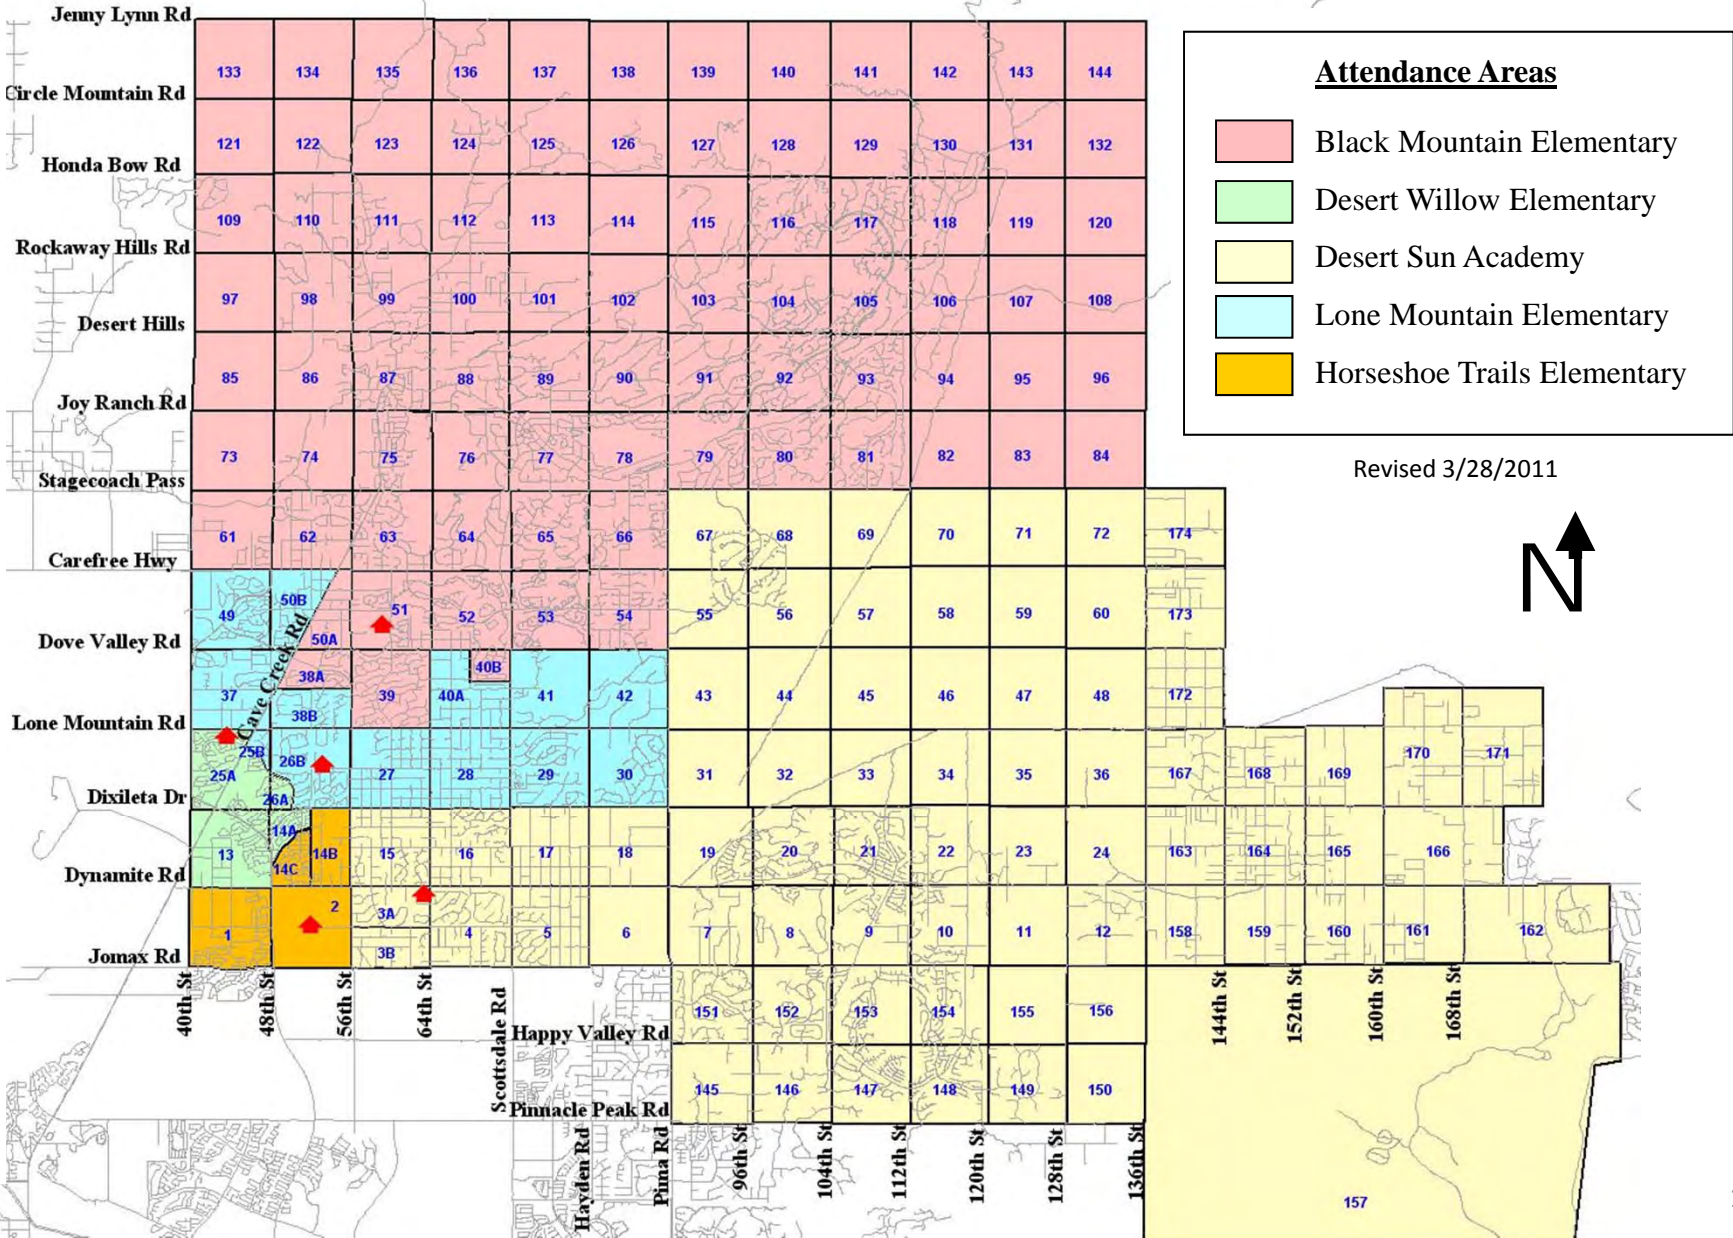 Jenny Lynn Rd
133 134 135 136 137 138 139 140 141 142 143 144
Circle Mountain Rd
121 122 123 124 125 126 127 128 129 130 131 132
Honda Bow Rd
109 110 111 112 113 114 115 116 117 118 119 120
Rockaway Hills Rd
97 98 99 100 101 102 103 104 105 106 107 108
Desert Hills
85 86 87 88 89 90 91 92 93 94 95 96
Joy Ranch Rd
73 74 75 76 77 78 79 80 81 82 83 84
Stagecoach Pass
61 62 63 64 65 66 67 68 69 70 71 72 174
Carefree Hwy
49 50B 50A 51 52 53 54 55 56 57 58 59 60 173
Dove Valley Rd
Cave Creek Rd
37 38A 38B 39 40A 40B 41 42 43 44 45 46 47 48 172
Lone Mountain Rd
25A 25B 26B 26A 27 28 29 30 31 32 33 34 35 36 167 168 169 170 171
Dixileta Dr
13 14A 14C 14B 15 16 17 18 19 20 21 22 23 24 163 164 165 166
Dynamite Rd
1 2 3A 3B 4 5 6 7 8 9 10 11 12 158 159 160 161 162
Jomax Rd
40th St
48th St
56th St
64th St
Scottsdale Rd
144th St
152th St
160th St
168th St
151 152 153 154 155 156
Happy Valley Rd
145 146 147 148 149 150
Pinnacle Peak Rd
Hayden Rd
Pima Rd
96th St
104th St
112th St
120th St
128th St
136th St
157
Attendance Areas
Black Mountain Elementary
Desert Willow Elementary
Desert Sun Academy
Lone Mountain Elementary
Horseshoe Trails Elementary
Revised 3/28/2011
N